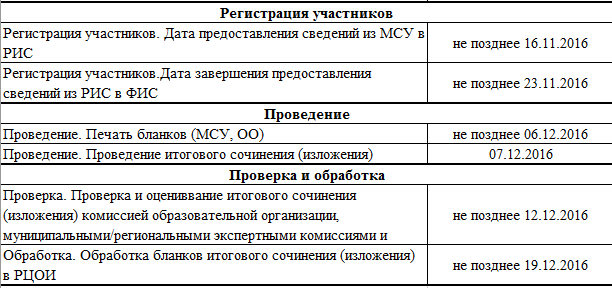 Регистрация участников
Регистрация участников. Дата предоставления сведений из МСУ в
РИС
не позднее 16.11.2016
Регистрация участников.Дата завершения предоставления
сведений из РИС в ФИС
не позднее 23.11.2016
Проведение
Проведение. Печать бланков (МСУ, ОО)
не позднее 06.12.2016
Проведение. Проведение итогового сочинения (изложения)
07.12.2016
Проверка и обработка
Проверка. Проверка и оцениввание итогового сочинения
(изложения) комиссией образовательной организации,
муниципальными/региональными экспертными комиссиями и
не позднее 12.12.2016
Обработка. Обработка бланков итогового сочинения (изложения)
в РЦОИ
не позднее 19.12.2016